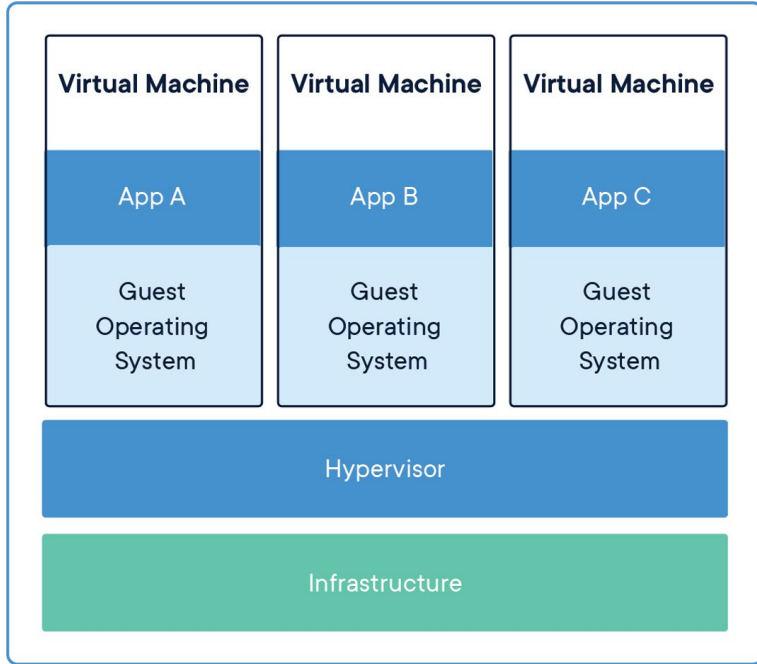 Virtual Machine
App A
Guest
Operating
System
Virtual Machine
App B
Guest
Operating
System
Virtual Machine
App C
Guest
Operating
System
Hypervisor
Infrastructure